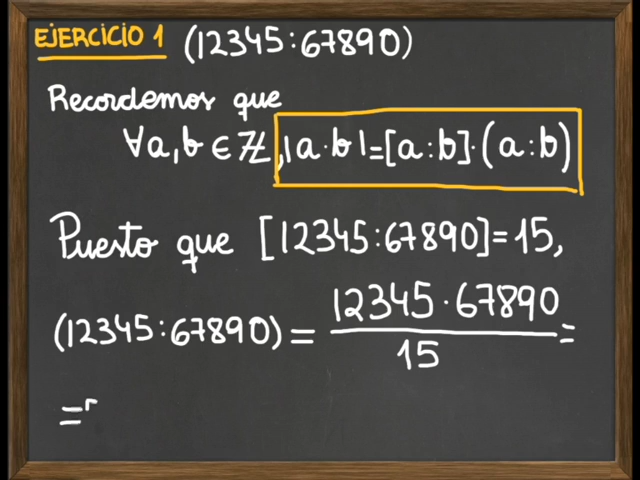 EJERCICIO 1 (12345:67890)
Recordemos que
∀a,b ∈ ℤ, |a·b|=[a:b]·(a:b)
Puesto que [12345:67890]=15,
(12345:67890) = 12345·67890 / 15 =
=